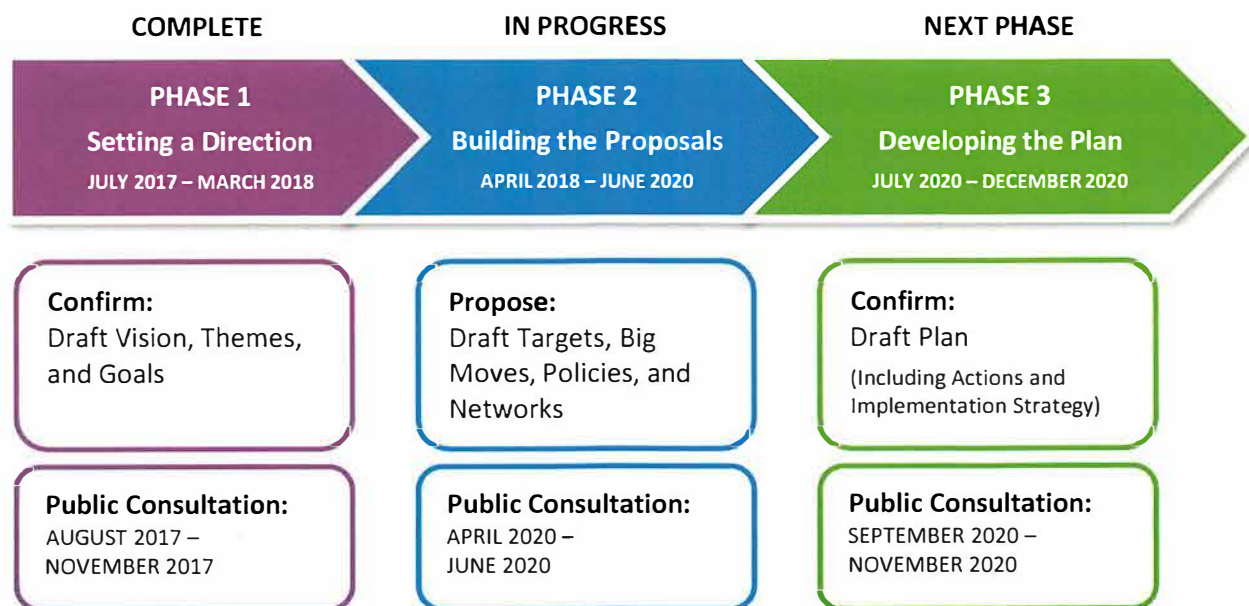 COMPLETE
IN PROGRESS
NEXT PHASE
PHASE 1
Setting a Direction
JULY 2017 – MARCH 2018
PHASE 2
Building the Proposals
APRIL 2018 – JUNE 2020
PHASE 3
Developing the Plan
JULY 2020 – DECEMBER 2020
Confirm:
Draft Vision, Themes,
and Goals
Propose:
Draft Targets, Big
Moves, Policies, and
Networks
Confirm:
Draft Plan
(Including Actions and
Implementation Strategy)
Public Consultation:
AUGUST 2017 –
NOVEMBER 2017
Public Consultation:
APRIL 2020 –
JUNE 2020
Public Consultation:
SEPTEMBER 2020 –
NOVEMBER 2020